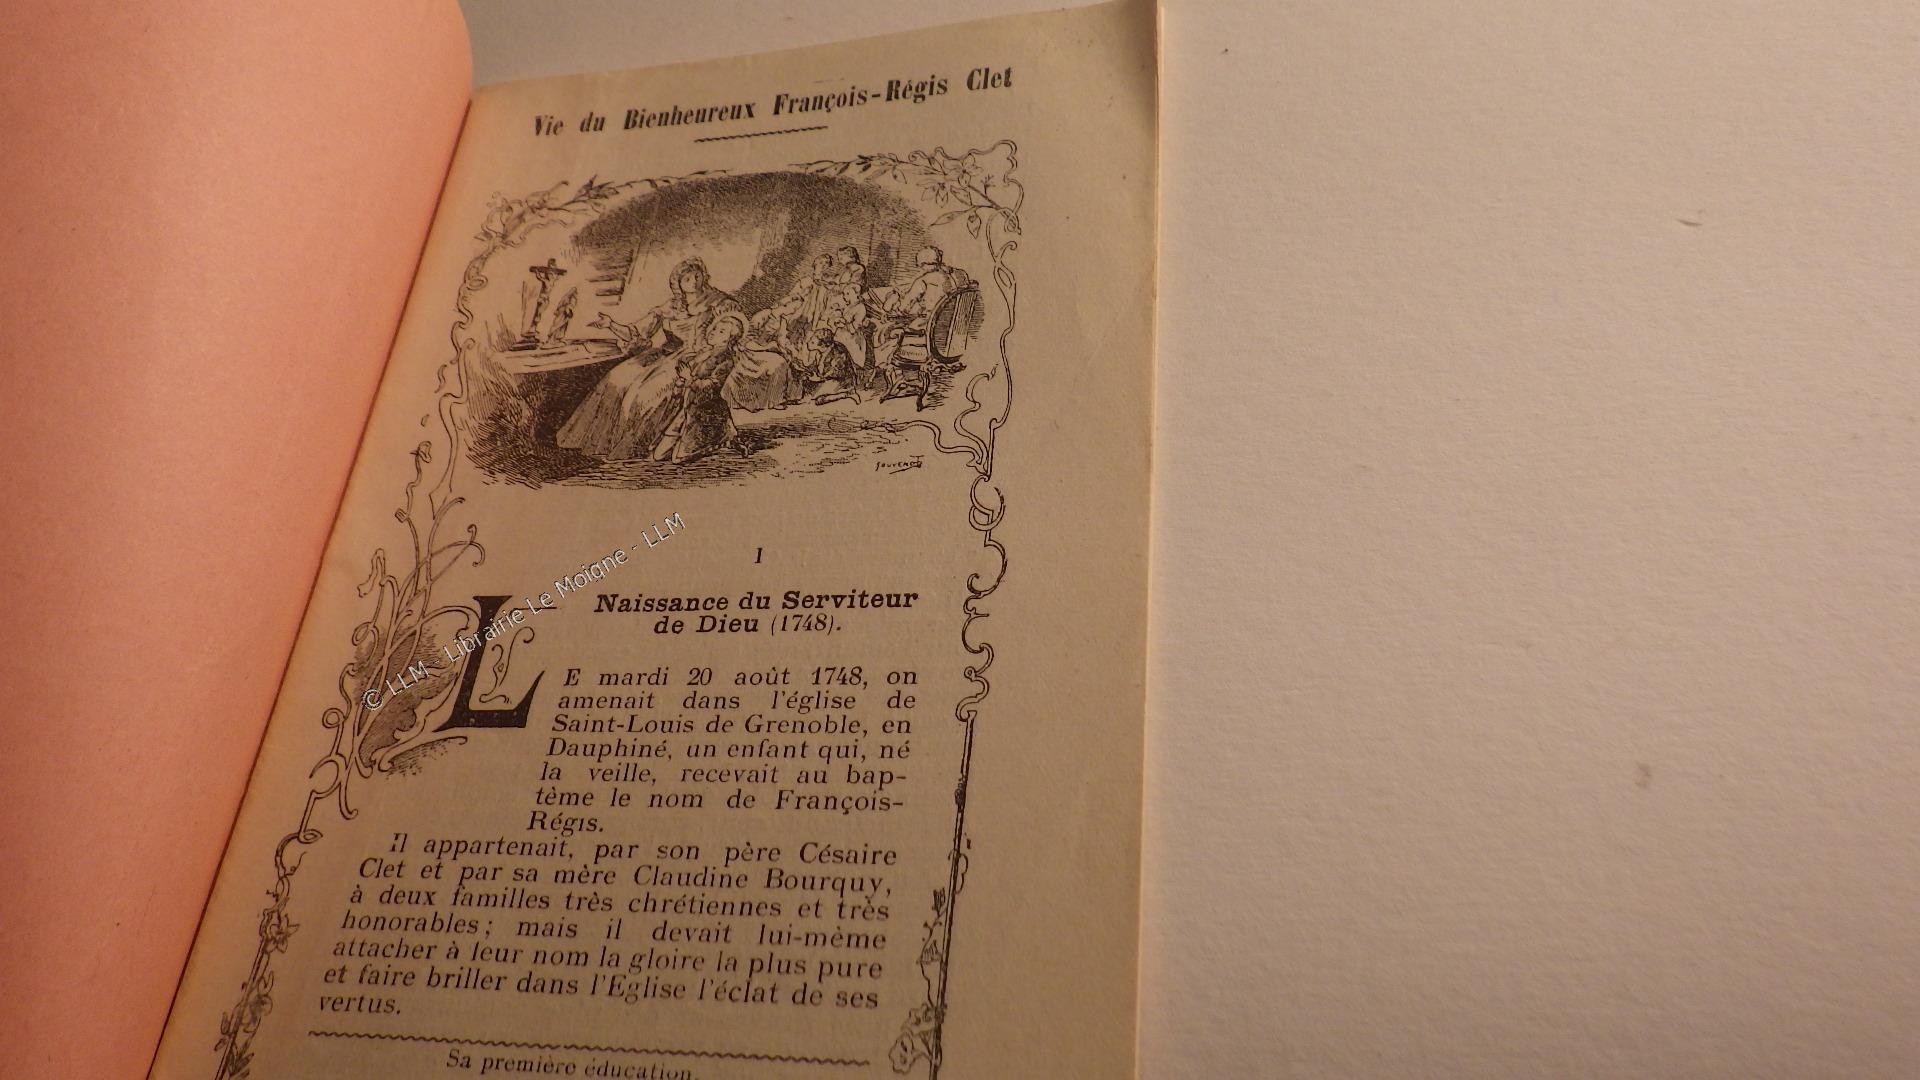 Vie du Bienheureux François-Régis Clet
SOUVENOT
I
Naissance du Serviteur
de Dieu (1748).
LE mardi 20 août 1748, on
amenait dans l'église de
Saint-Louis de Grenoble, en
Dauphiné, un enfant qui, né
la veille, recevait au bap-
tême le nom de François-
Régis.
Il appartenait, par son père Césaire
Clet et par sa mère Claudine Bourquy,
à deux familles très chrétiennes et très
honorables; mais il devait lui-même
attacher à leur nom la gloire la plus pure
et faire briller dans l'Eglise l'éclat de ses
vertus.
Sa première éducation.
© LLM - Librairie Le Moigne - LLM